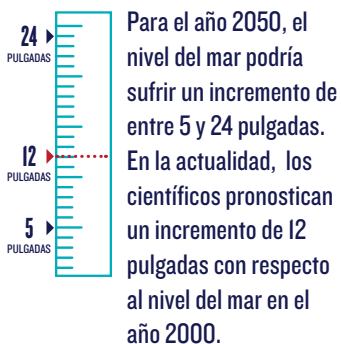 24
PULGADAS
12
PULGADAS
5
PULGADAS
Para el año 2050, el
nivel del mar podría
sufrir un incremento de
entre 5 y 24 pulgadas.
En la actualidad, los
científicos pronostican
un incremento de 12
pulgadas con respecto
al nivel del mar en el
año 2000.